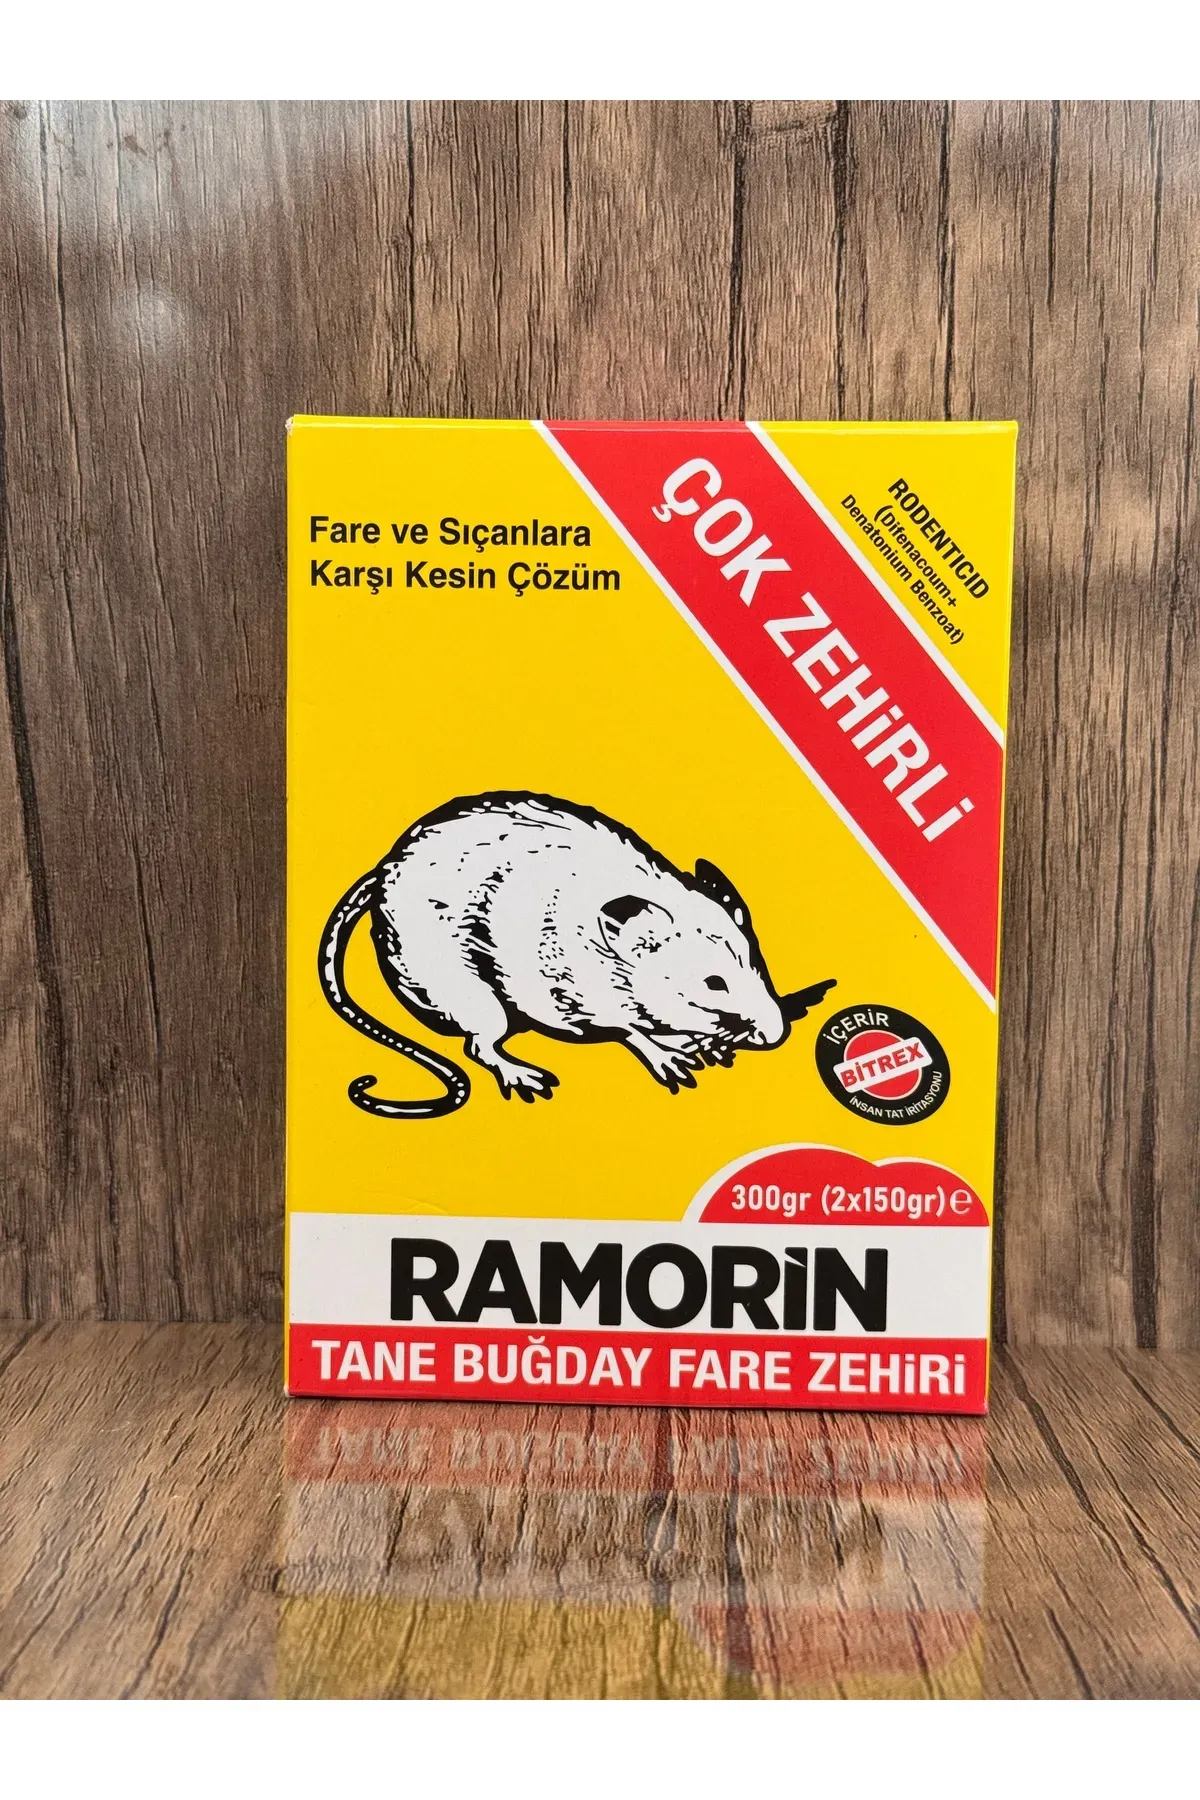 Fare ve Sıçanlara
Karşı Kesin Çözüm
ÇOK ZEHİRLİ
RODENTICID
(Difenacoum+
Denatonium Benzoat)
İÇERİR
BİTREX
İNSAN TAT İRİTASYONU
300gr (2x150gr)e
RAMORİN
TANE BUĞDAY FARE ZEHİRİ